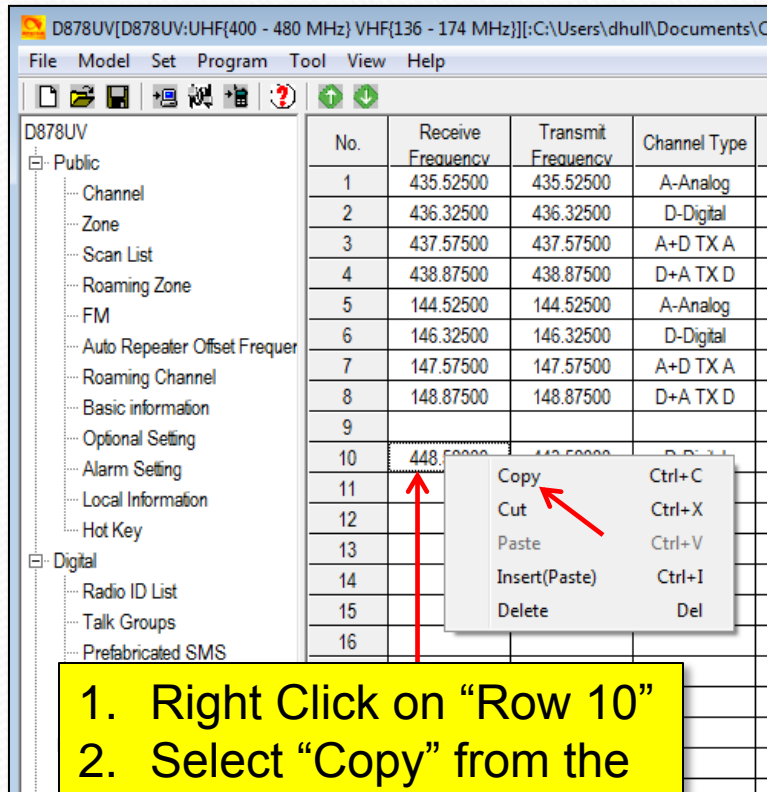 D878UV[D878UV:UHF{400 - 480 MHz} VHF{136 - 174 MHz}][:C:\Users\dhull\Documents\
File Model Set Program Tool View Help
D878UV
Public
Channel
Zone
Scan List
Roaming Zone
FM
Auto Repeater Offset Frequer
Roaming Channel
Basic information
Optional Setting
Alarm Setting
Local Information
Hot Key
Digital
Radio ID List
Talk Groups
Prefabricated SMS
No. Receive Frequency Transmit Frequency Channel Type
1 435.52500 435.52500 A-Analog
2 436.32500 436.32500 D-Digital
3 437.57500 437.57500 A+D TX A
4 438.87500 438.87500 D+A TX D
5 144.52500 144.52500 A-Analog
6 146.32500 146.32500 D-Digital
7 147.57500 147.57500 A+D TX A
8 148.87500 148.87500 D+A TX D
9
10
11
12
13
14
15
16
Copy Ctrl+C
Cut Ctrl+X
Paste Ctrl+V
Insert(Paste) Ctrl+I
Delete Del
1. Right Click on “Row 10”
2. Select “Copy” from the